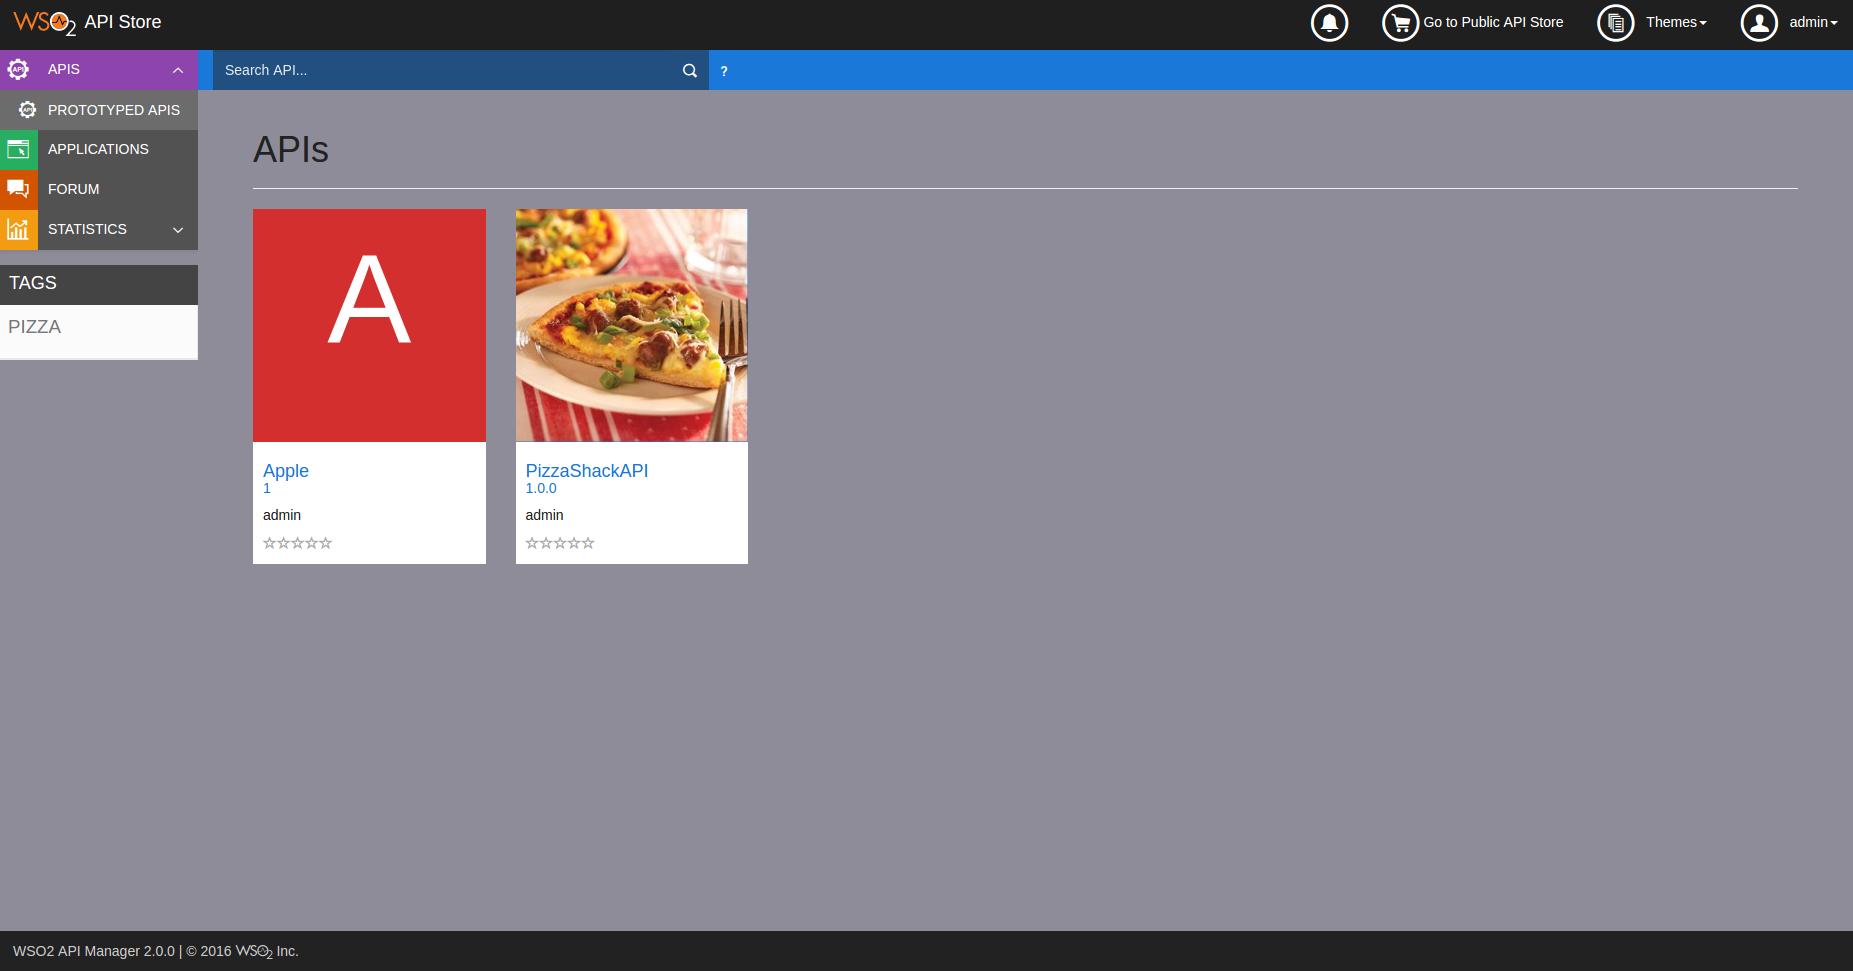 WSO2 API Store
Go to Public API Store
Themes
admin
API APIS
Search API...
?
API PROTOTYPED APIS
APPLICATIONS
FORUM
STATISTICS
TAGS
PIZZA
APIs
A
Apple
1
admin
PizzaShackAPI
1.0.0
admin
WSO2 API Manager 2.0.0 | © 2016 WSO2 Inc.